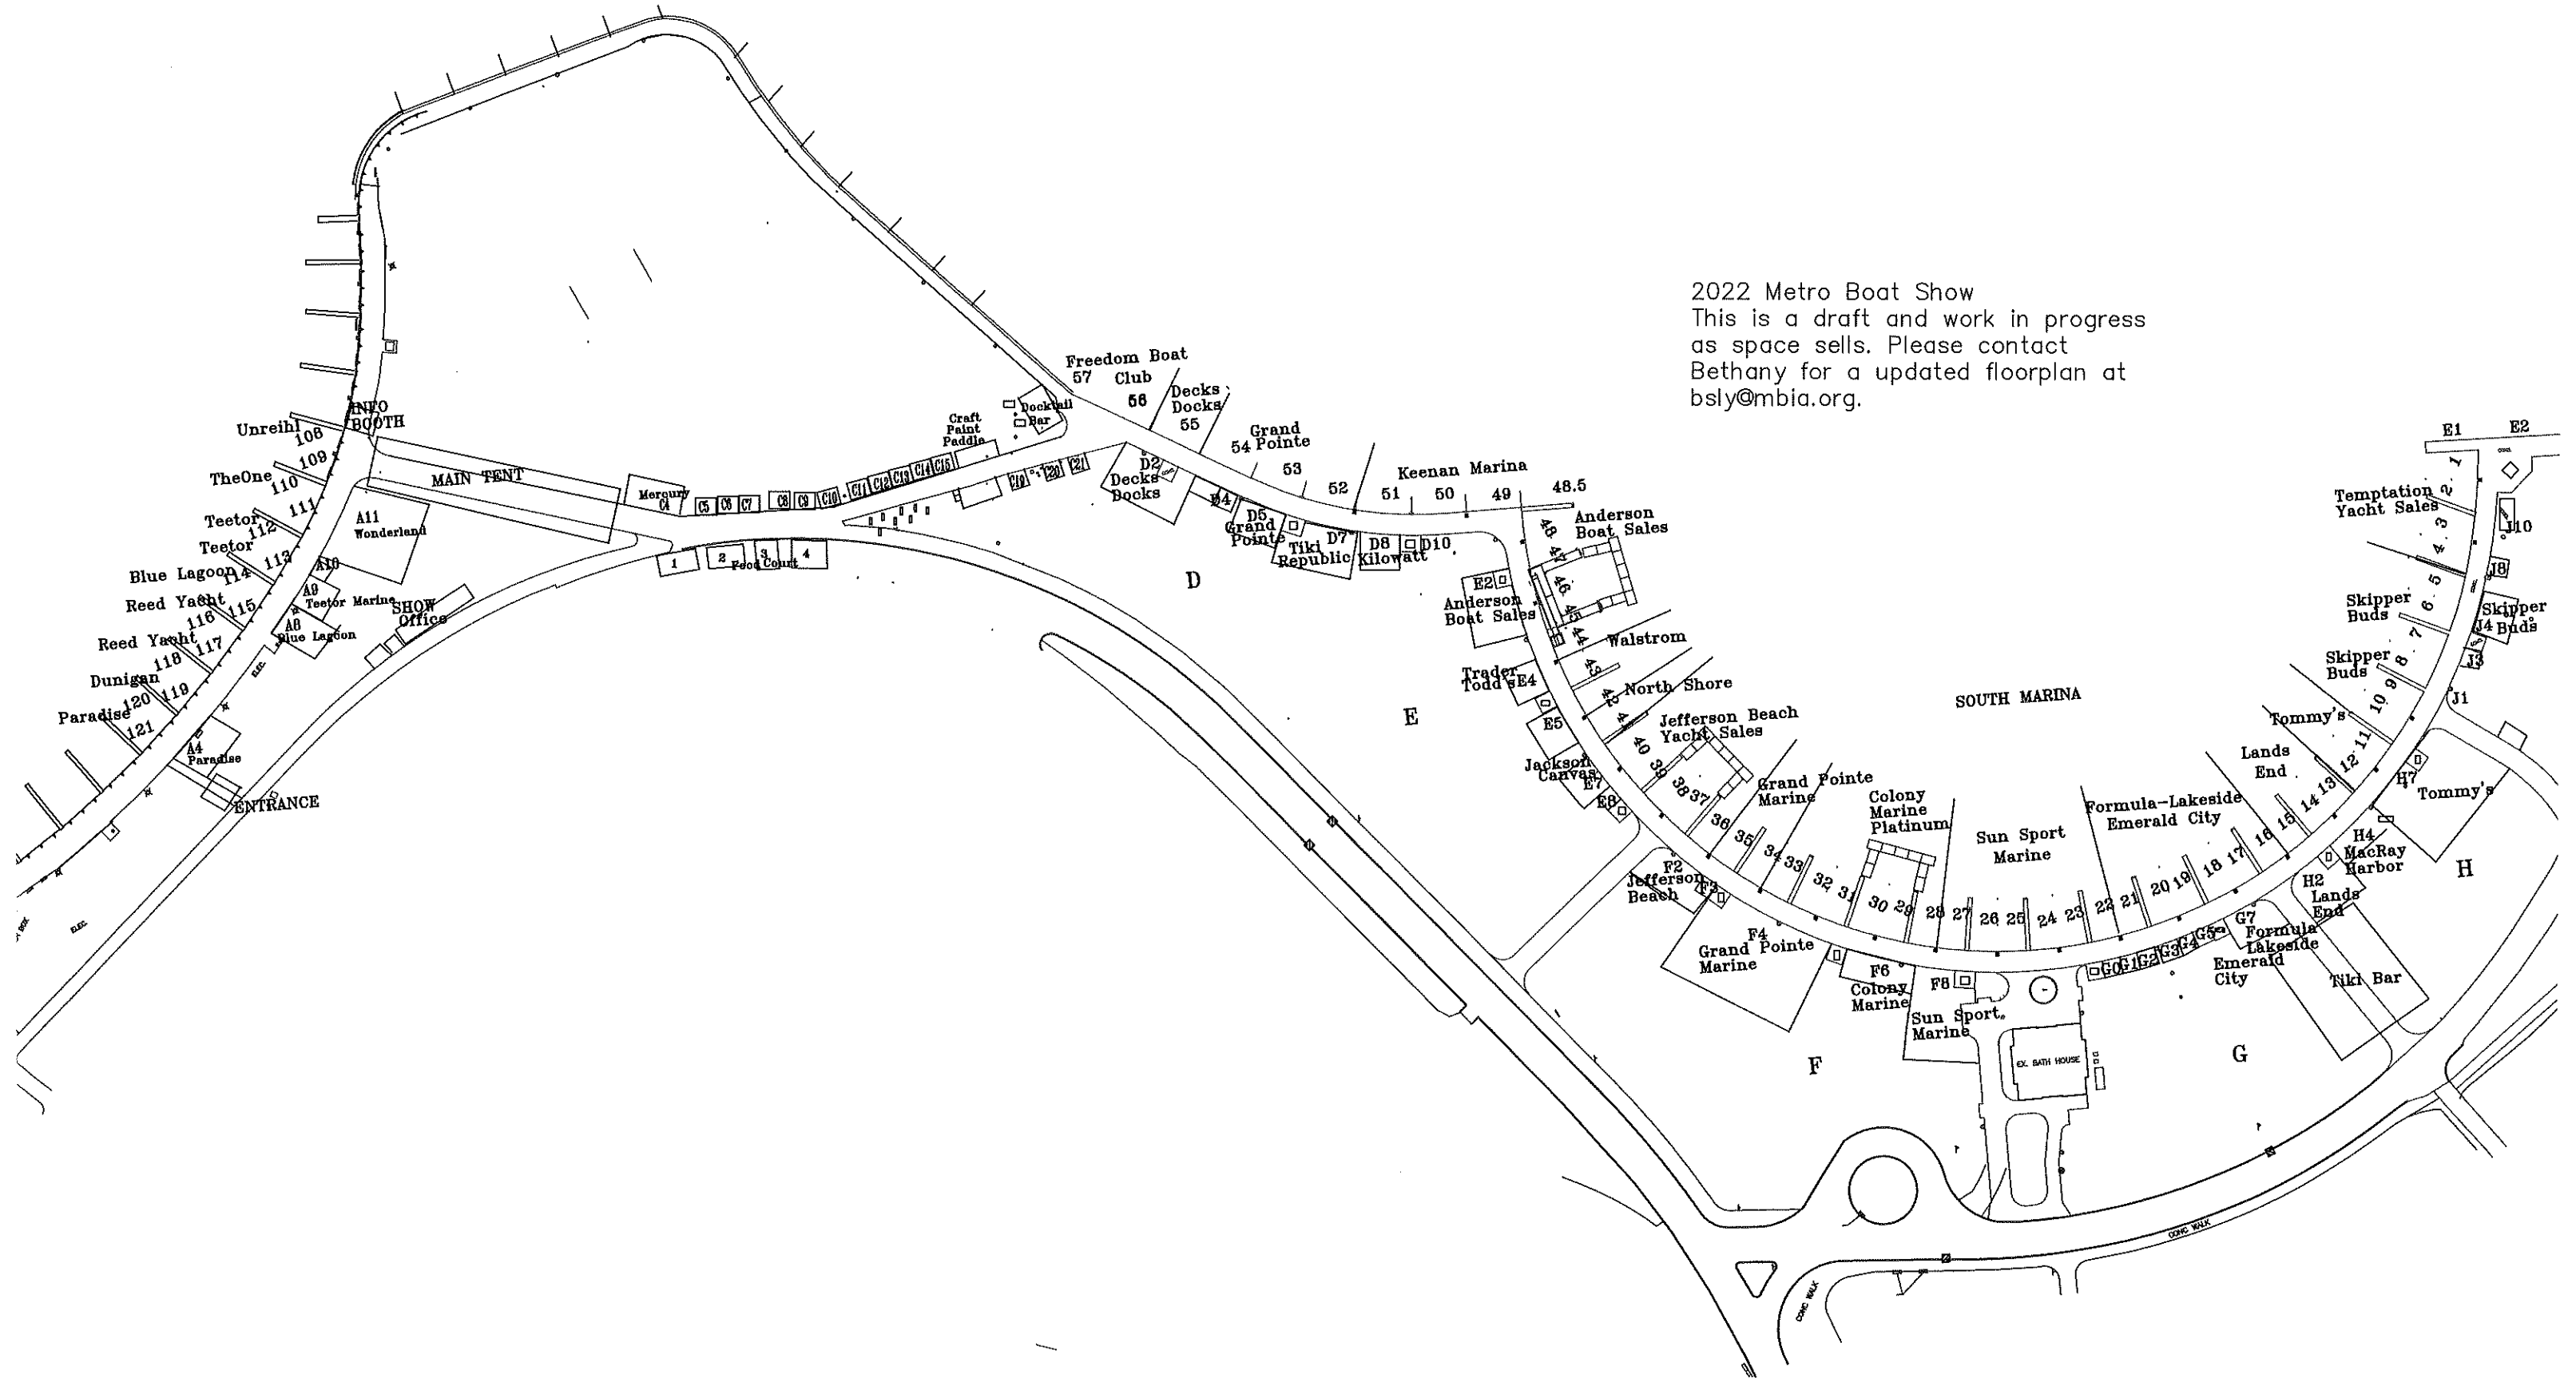 2022 Metro Boat Show
This is a draft and work in progress
as space sells. Please contact
Bethany for a updated floorplan at
bsly@mbia.org.
Freedom Boat
57 Club
56
Decks
Docks
55
Grand
54 Pointe
53
52
Keenan Marina
51 50 49 48.5
INFO
BOOTH
Unreihl
108
109
TheOne
110
111
Teetor
112
Teetor
113
Blue Lagoon
114
Reed Yacht
115
116
Reed Yacht
117
118
Dunigan
119
120
Paradise
121
MAIN TENT
A11
Wonderland
A10
A9
Teetor Marine
A8
Blue Lagoon
SHOW
Office
ELEC.
A4
Paradise
ENTRANCE
ELEC.
Mercury
C4
C5 C6 C7 C8 C9 C10 C11 C12 C13 C14 C15
Craft
Paint
Paddle
Docktail
Bar
C19 C20 C21
1 2 3 4
Food Court
D2
Decks
Docks
D4
D5
Grand
Pointe
D7
Tiki
Republic
D8
Kilowatt
D10
D
E2
Anderson
Boat Sales
Trader
Todd's E4
E5
Jackson
Canvas
E7
E8
E
Anderson
Boat Sales
48
47
46
45
44
Walstrom
43
42
North Shore
41
40
Jefferson Beach
Yacht Sales
39
38
37
Grand Pointe
Marine
36
35
34
33
32
31
Colony
Marine
Platinum
30
29
28
Sun Sport
Marine
27
26
25
24
23
Formula-Lakeside
Emerald City
22
21
20
19
18
17
16
Lands
End
15
14
13
12
Tommy's
11
10
Skipper
Buds
9
8
7
Skipper
Buds
6
5
4
3
Temptation
Yacht Sales
2
1
E1 E2
SOUTH MARINA
J10
J8
Skipper
Buds
J4
J3
J1
H7
Tommy's
H4
MacRay
Harbor
H
H2
Lands
End
F2
Jefferson
Beach
F3
F4
Grand Pointe
Marine
F6
Colony
Marine
F8
Sun Sport
Marine
F
G0 G1 G2 G3 G4 G5
G7
Formula
Lakeside
Emerald
City
Tiki Bar
G
EX. BATH HOUSE
CONC WALK
CONC WALK